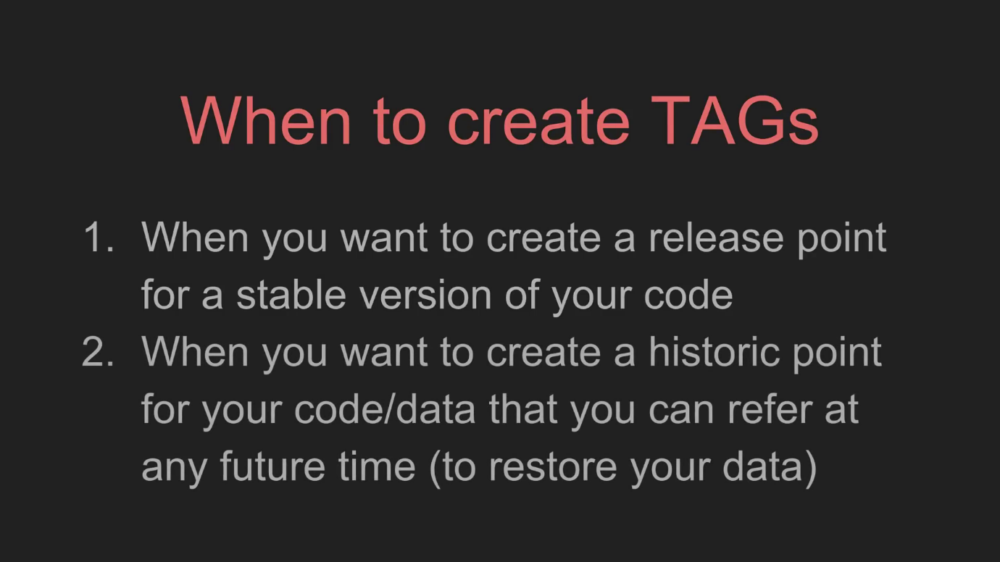 When to create TAGs
1. When you want to create a release point
for a stable version of your code
2. When you want to create a historic point
for your code/data that you can refer at
any future time (to restore your data)